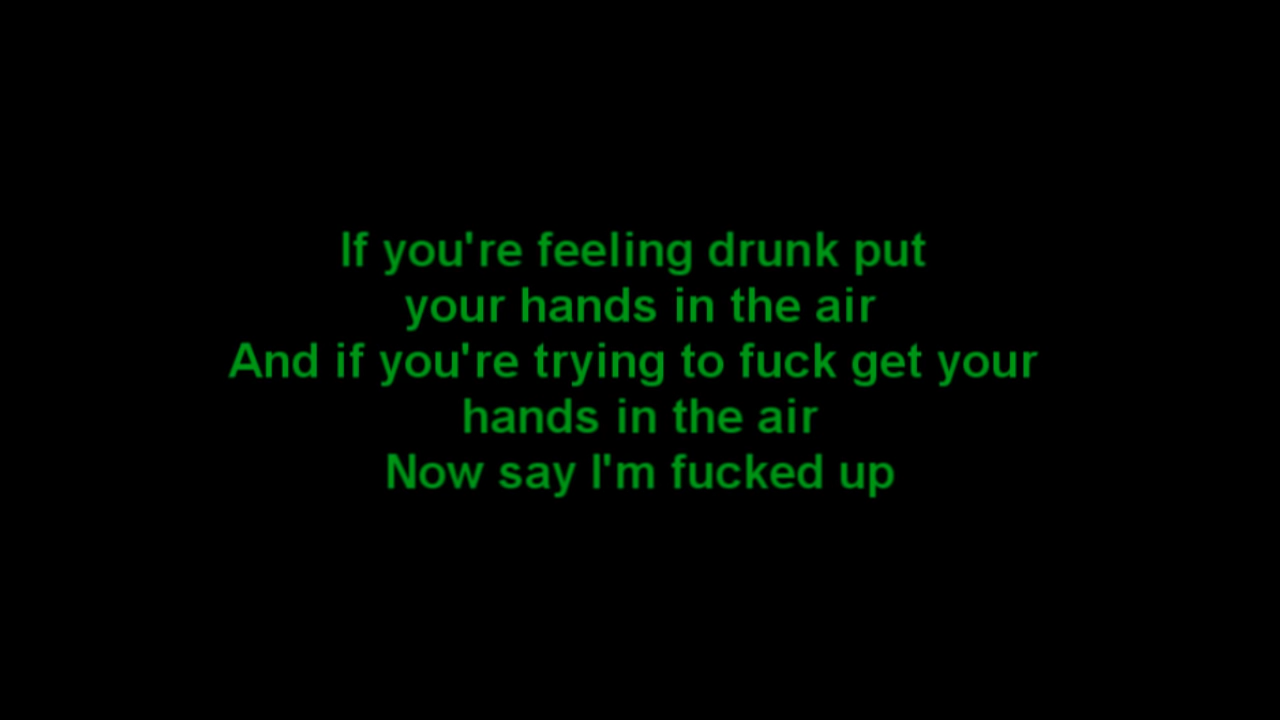 If you're feeling drunk put
your hands in the air
And if you're trying to fuck get your
hands in the air
Now say I'm fucked up